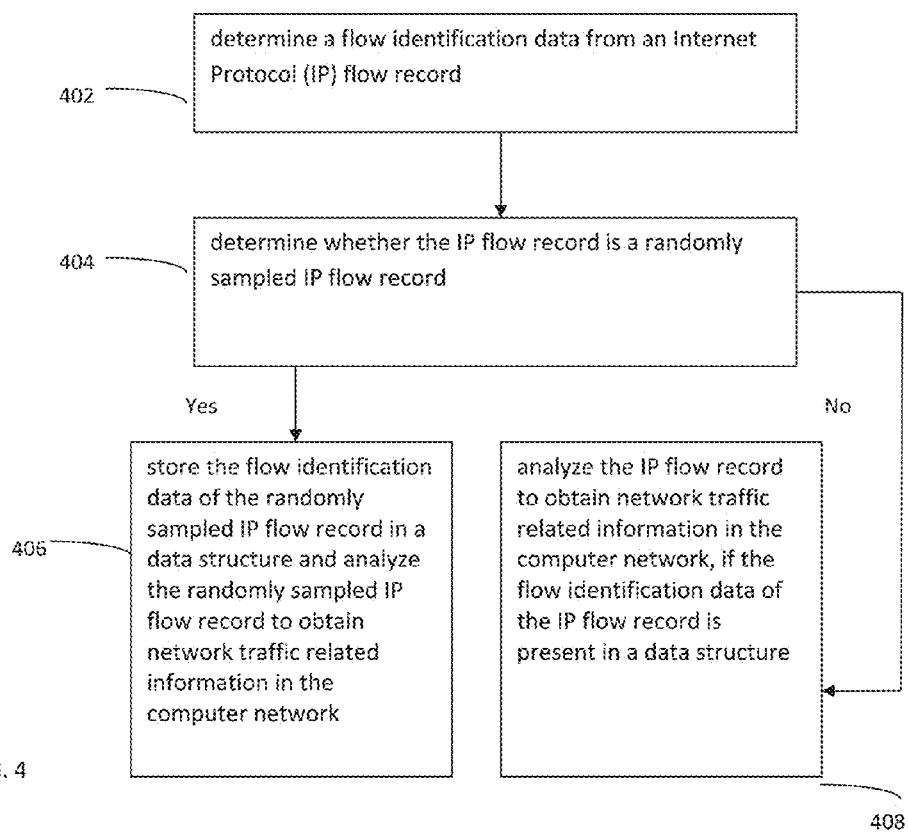 determine a flow identification data from an Internet
Protocol (IP) flow record
402
determine whether the IP flow record is a randomly
sampled IP flow record
404
Yes
No
store the flow identification
data of the randomly
sampled IP flow record in a
data structure and analyze
the randomly sampled IP
flow record to obtain
network traffic related
information in the
computer network
406
analyze the IP flow record
to obtain network traffic
related information in the
computer network, if the
flow identification data of
the IP flow record is
present in a data structure
. 4
408